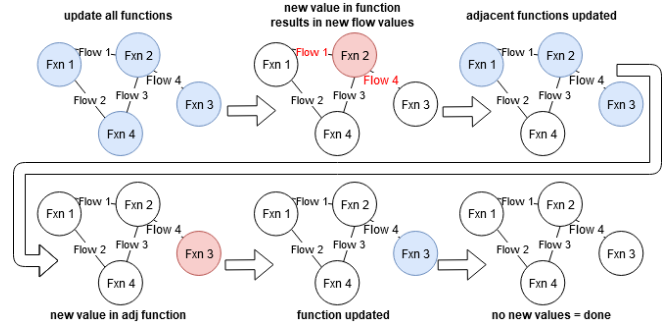 update all functions
new value in function
results in new flow values
adjacent functions updated
Fxn 1
Flow 1
Fxn 2
Flow 4
Flow 2
Flow 3
Fxn 3
Fxn 4
Fxn 1
Flow 1
Fxn 2
Flow 4
Flow 2
Flow 3
Fxn 3
Fxn 4
Fxn 1
Flow 1
Fxn 2
Flow 4
Flow 2
Flow 3
Fxn 3
Fxn 4
Fxn 1
Flow 1
Fxn 2
Flow 4
Flow 2
Flow 3
Fxn 3
Fxn 4
Fxn 1
Flow 1
Fxn 2
Flow 4
Flow 2
Flow 3
Fxn 3
Fxn 4
Fxn 1
Flow 1
Fxn 2
Flow 4
Flow 2
Flow 3
Fxn 3
Fxn 4
new value in adj function
function updated
no new values = done